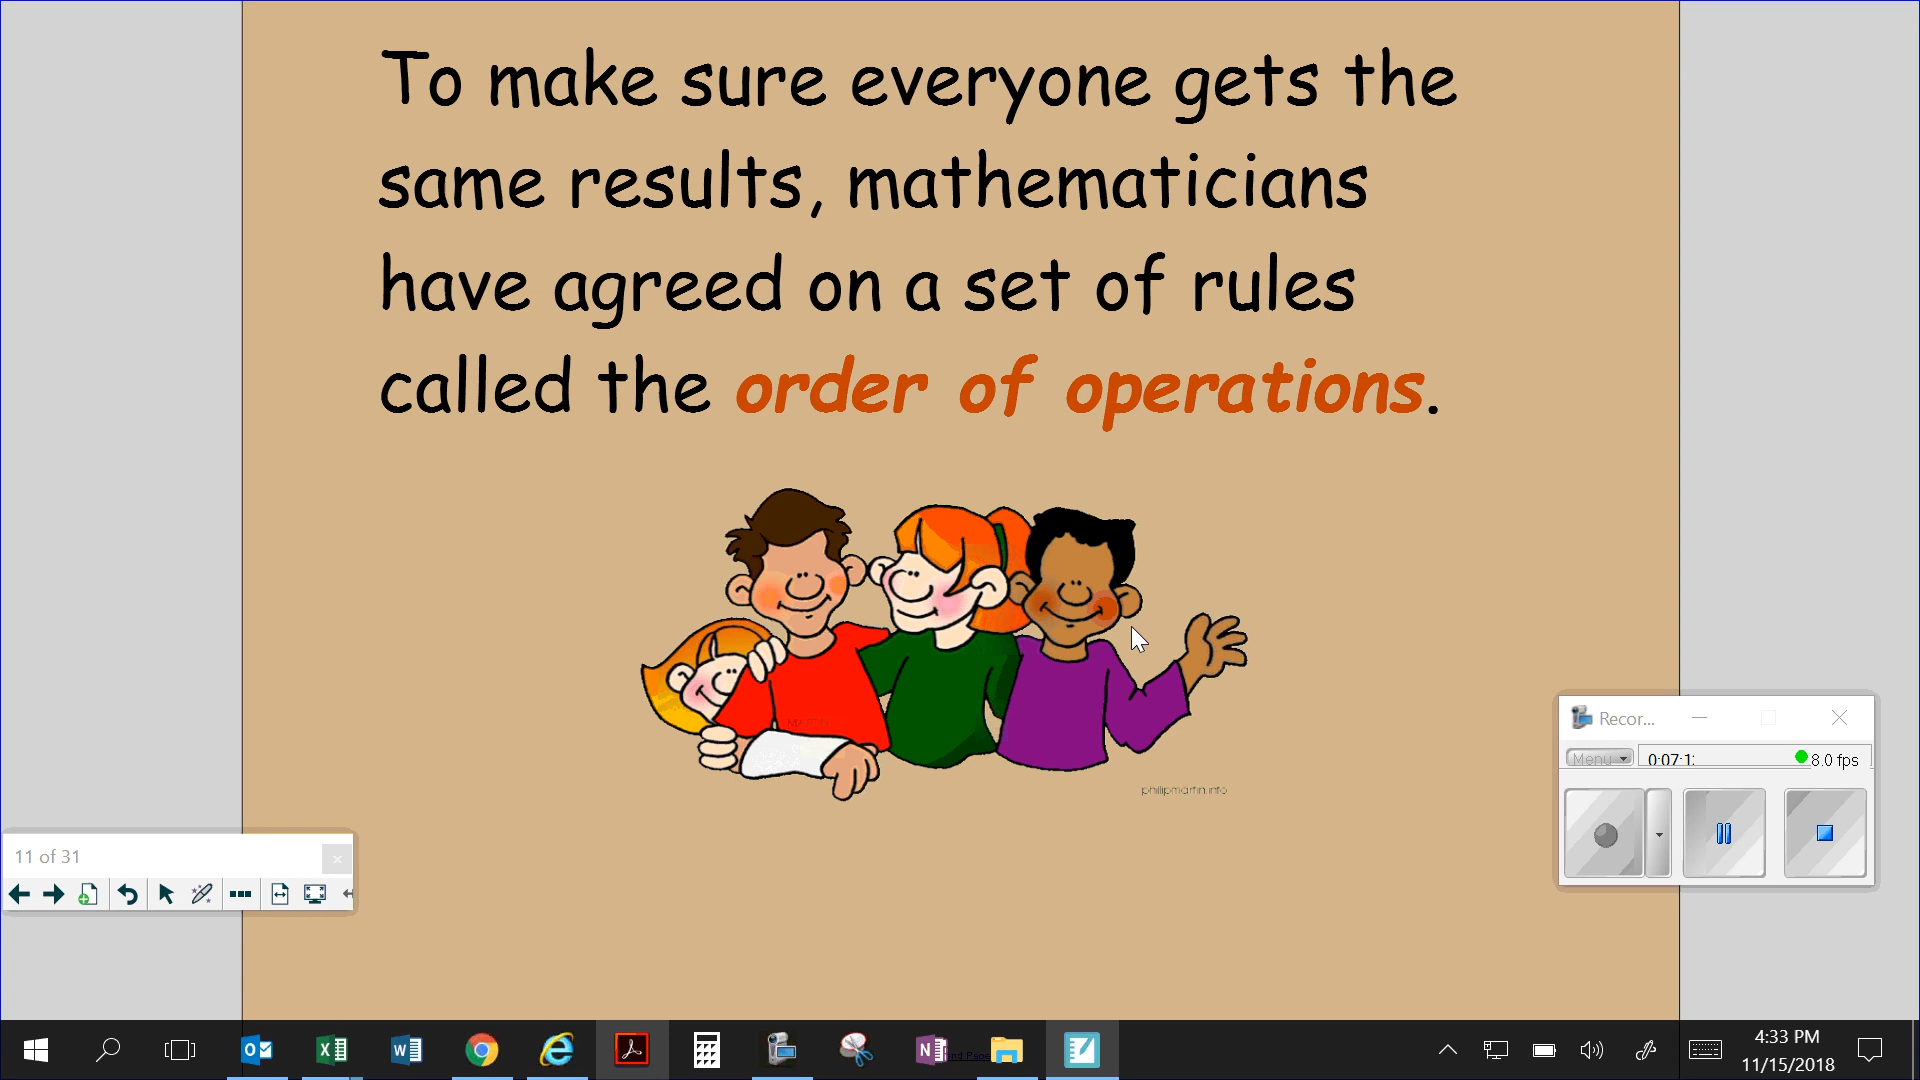 To make sure everyone gets the
same results, mathematicians
have agreed on a set of rules
called the order of operations.
philipmartin.info
Recor...
Menu
0:07:1
8.0 fps
11 of 31
4:33 PM
11/15/2018